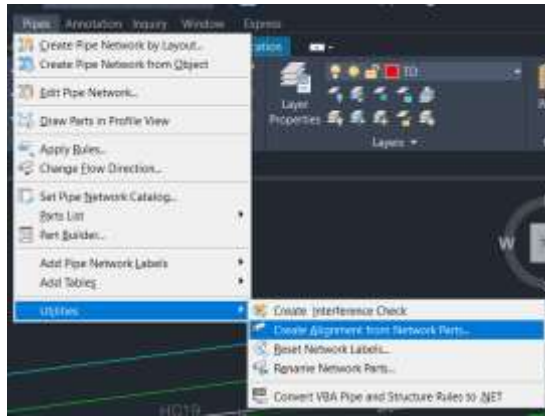 Pipes Annotation Inquiry Window Express
Create Pipe Network by Layout...
Create Pipe Network from Object
Edit Pipe Network...
Draw Parts in Profile View
Apply Rules...
Change Flow Direction...
Set Pipe Network Catalog...
Parts List
Part Builder...
Add Pipe Network Labels
Add Tables
Utilities
Create Interference Check
Create Alignment from Network Parts...
Reset Network Labels...
Rename Network Parts...
Convert VBA Pipe and Structure Rules to .NET
TD
Layer
Properties
Layers
W